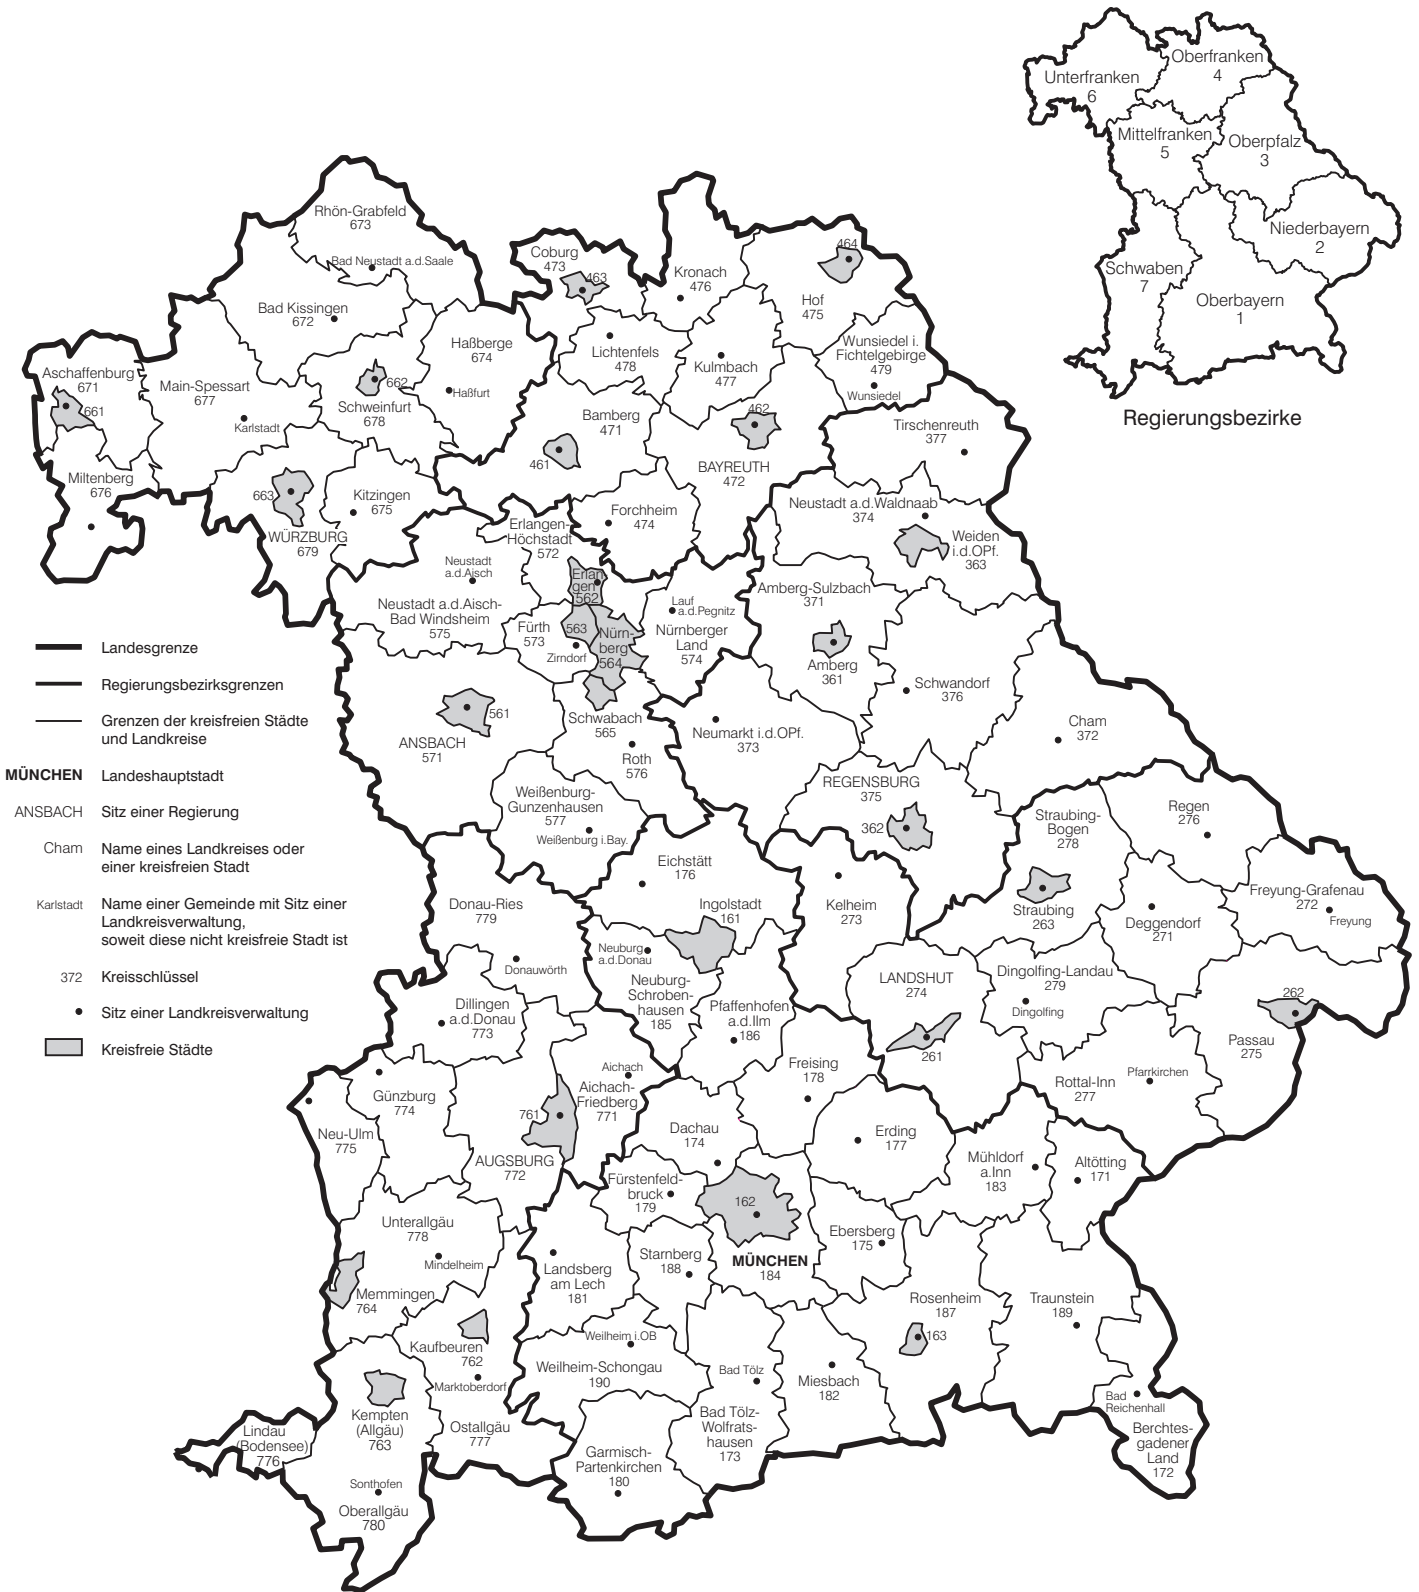 Unterfranken
6
Oberfranken
4
Mittelfranken
5
Oberpfalz
3
Niederbayern
2
Schwaben
7
Oberbayern
1
Regierungsbezirke
Rhön-Grabfeld
673
Bad Neustadt a.d.Saale
Bad Kissingen
672
Haßberge
674
Haßfurt
Aschaffenburg
671
661
Main-Spessart
677
Karlstadt
662
Schweinfurt
678
Miltenberg
676
663
WÜRZBURG
679
Kitzingen
675
Coburg
473
463
Kronach
476
464
Hof
475
Lichtenfels
478
Kulmbach
477
Wunsiedel i.
Fichtelgebirge
479
Wunsiedel
Bamberg
471
461
462
BAYREUTH
472
Forchheim
474
Tirschenreuth
377
Neustadt a.d.Waldnaab
374
Weiden
i.d.OPf.
363
Erlangen-
Höchstadt
572
Neustadt
a.d.Aisch
Neustadt a.d.Aisch-
Bad Windsheim
575
Erlan-
gen
562
Fürth
573
563
Zirndorf
Nürn-
berg
564
Lauf
a.d.Pegnitz
Nürnberger
Land
574
Amberg-Sulzbach
371
Amberg
361
Schwandorf
376
Cham
372
561
ANSBACH
571
Schwabach
565
Roth
576
Neumarkt i.d.OPf.
373
Weißenburg-
Gunzenhausen
577
Weißenburg i.Bay.
REGENSBURG
375
362
Regen
276
Straubing-
Bogen
278
Straubing
263
Freyung-Grafenau
272
Freyung
Deggendorf
271
Landesgrenze
Regierungsbezirksgrenzen
Grenzen der kreisfreien Städte
und Landkreise
MÜNCHEN Landeshauptstadt
ANSBACH Sitz einer Regierung
Cham Name eines Landkreises oder
einer kreisfreien Stadt
Karlstadt Name einer Gemeinde mit Sitz einer
Landkreisverwaltung,
soweit diese nicht kreisfreie Stadt ist
372 Kreisschlüssel
Sitz einer Landkreisverwaltung
Kreisfreie Städte
Eichstätt
176
Ingolstadt
161
Kelheim
273
Donau-Ries
779
Donauwörth
Neuburg
a.d.Donau
Neuburg-
Schroben-
hausen
185
Pfaffenhofen
a.d.Ilm
186
LANDSHUT
274
261
Dingolfing-Landau
279
Dingolfing
262
Passau
275
Rottal-Inn
277
Pfarrkirchen
Dillingen
a.d.Donau
773
Günzburg
774
Neu-Ulm
775
Aichach
Aichach-
Friedberg
771
761
AUGSBURG
772
Freising
178
Dachau
174
Erding
177
Mühldorf
a.Inn
183
Altötting
171
Fürstenfeld-
bruck
179
162
MÜNCHEN
184
Ebersberg
175
Unterallgäu
778
Mindelheim
Memmingen
764
Landsberg
am Lech
181
Starnberg
188
Rosenheim
187
163
Traunstein
189
Kaufbeuren
762
Marktoberdorf
Weilheim i.OB
Weilheim-Schongau
190
Bad Tölz
Bad Tölz-
Wolfrats-
hausen
173
Miesbach
182
Bad
Reichenhall
Berchtes-
gadener
Land
172
Kempten
(Allgäu)
763
Ostallgäu
777
Lindau
(Bodensee)
776
Sonthofen
Oberallgäu
780
Garmisch-
Partenkirchen
180